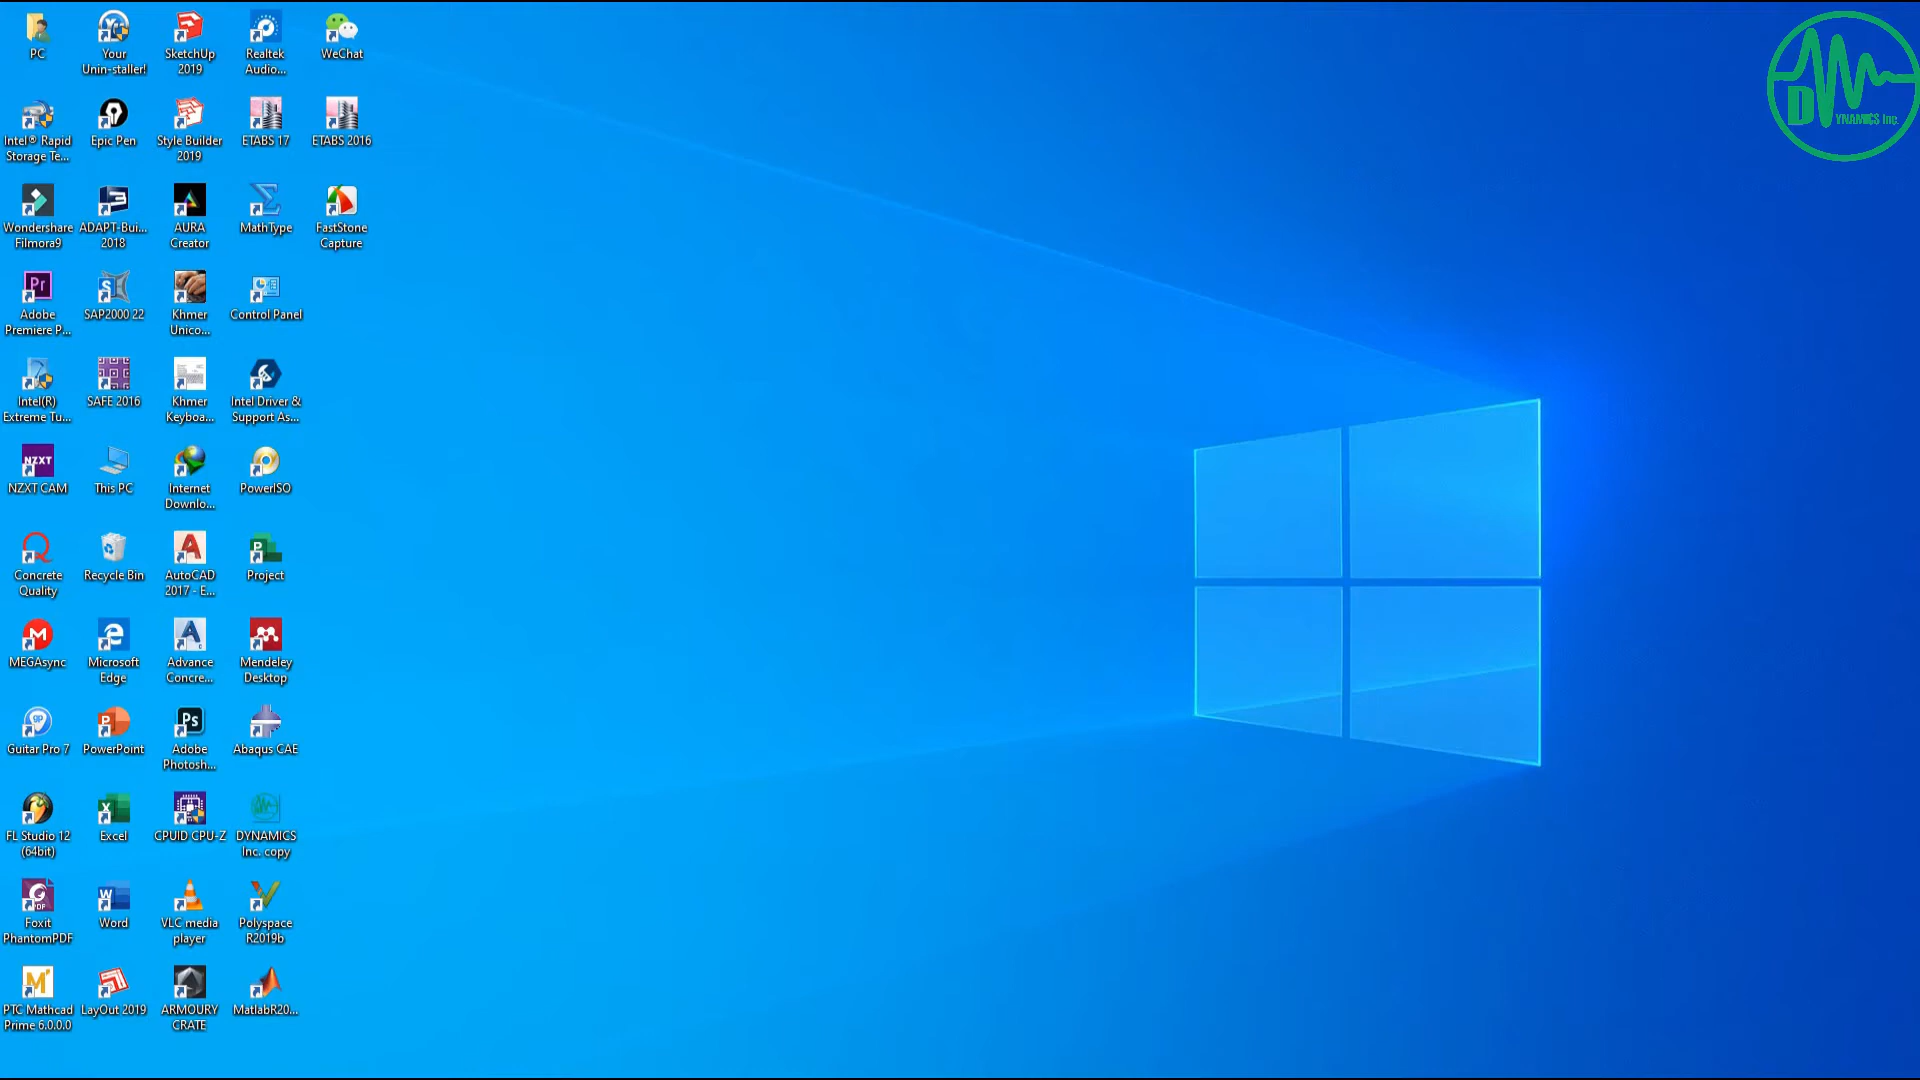 PC
Your
Unin-staller!
SketchUp
2019
Realtek
Audio...
WeChat
Intel® Rapid
Storage Te...
Epic Pen
Style Builder
2019
ETABS 17
ETABS 2016
Wondershare
Filmora9
ADAPT-Bui...
2018
AURA
Creator
MathType
FastStone
Capture
Adobe
Premiere P...
SAP2000 22
Khmer
Unico...
Control Panel
Intel(R)
Extreme Tu...
SAFE 2016
Khmer
Keyboa...
Intel Driver &
Support As...
NZXT
NZXT CAM
This PC
Internet
Downlo...
PowerISO
Concrete
Quality
Recycle Bin
AutoCAD
2017 - E...
Project
MEGAsync
Microsoft
Edge
Advance
Concre...
Mendeley
Desktop
Guitar Pro 7
PowerPoint
Adobe
Photosh...
Abaqus CAE
FL Studio 12
(64bit)
Excel
CPUID CPU-Z
DYNAMICS
Inc. copy
Foxit
PhantomPDF
Word
VLC media
player
Polyspace
R2019b
PTC Mathcad
Prime 6.0.0.0
LayOut 2019
ARMOURY
CRATE
MatlabR20...
DYNAMICS Inc.